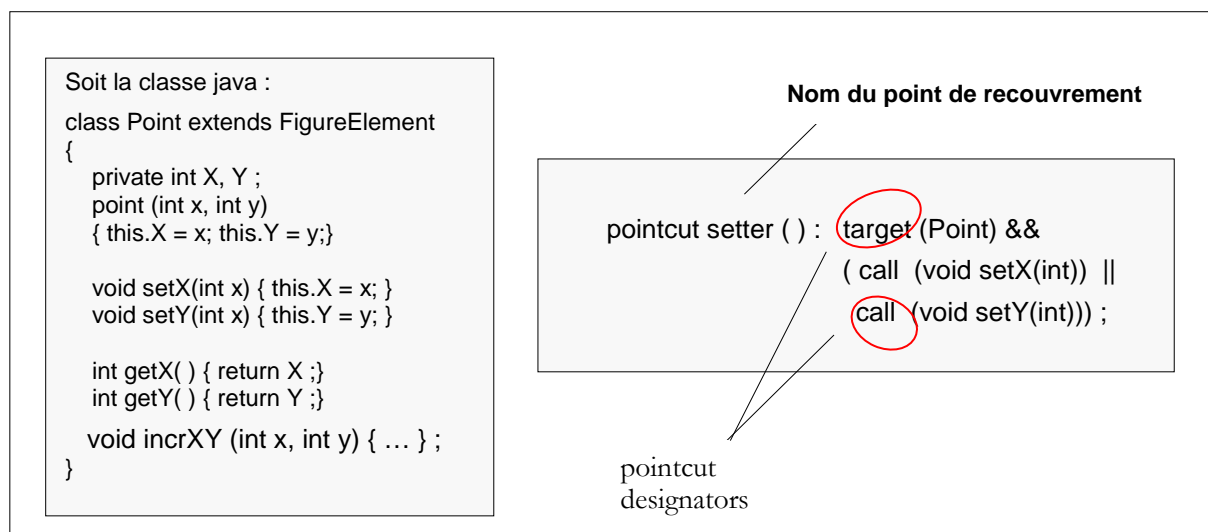 Soit la classe java :
class Point extends FigureElement
{
private int X, Y ;
point (int x, int y)
{ this.X = x; this.Y = y;}
void setX(int x) { this.X = x; }
void setY(int x) { this.Y = y; }
int getX( ) { return X ;}
int getY( ) { return Y ;}
void incrXY (int x, int y) { … } ;
}
Nom du point de recouvrement
pointcut setter ( ) : target (Point) &&
( call (void setX(int)) ||
call (void setY(int))) ;
pointcut
designators